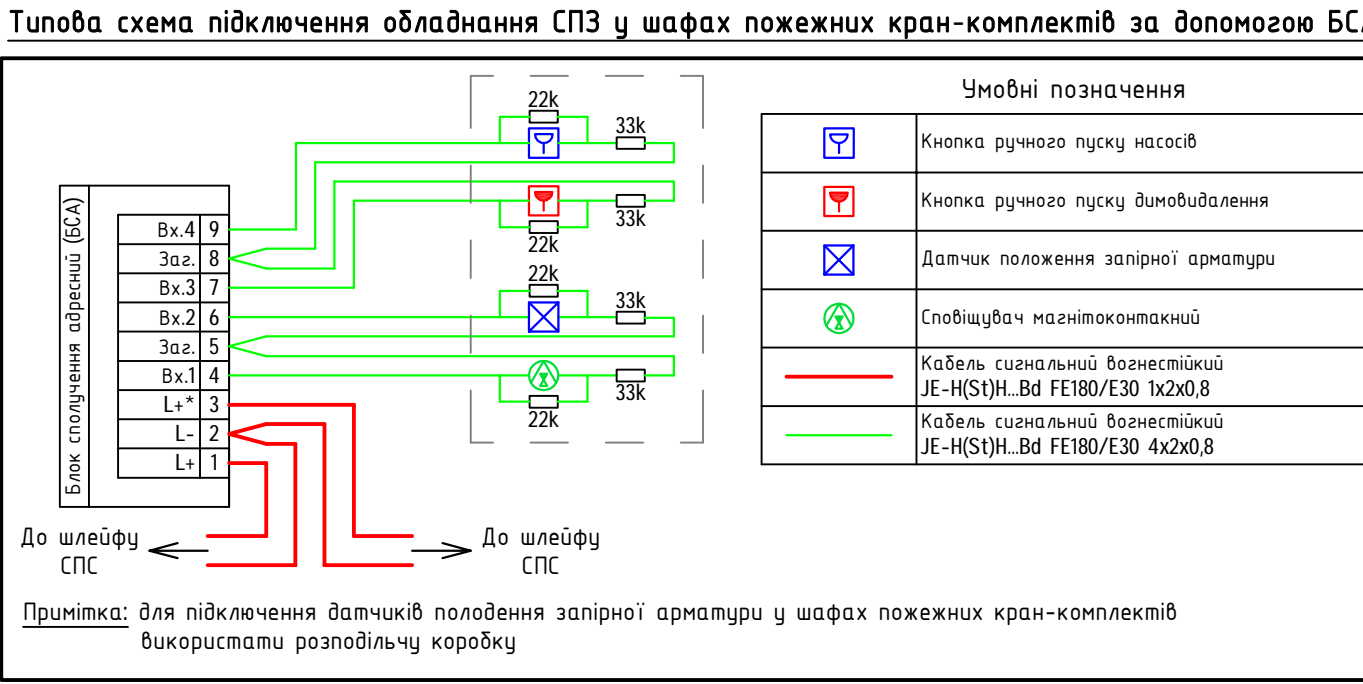 Типова схема підключення обладнання СПЗ у шафах пожежних кран-комплектів за допомогою
Умовні позначення
Кнопка ручного пуску насосів
Кнопка ручного пуску димовидалення
Датчик положення запірної арматури
Сповіщувач магнітоконтакний
Кабель сигнальний вогнестійкий
JE-H(St)H...Bd FE180/E30 1x2x0,8
Кабель сигнальний вогнестійкий
JE-H(St)H...Bd FE180/E30 4x2x0,8
22k
33k
33k
22k
22k
33k
33k
22k
Блок сполучення адресний (БСА)
Вх.4 9
Заг. 8
Вх.3 7
Вх.2 6
Заг. 5
Вх.1 4
L+* 3
L- 2
L+ 1
До шлейфу
СПС
До шлейфу
СПС
Примітка: для підключення датчиків полодення запірної арматури у шафах пожежних кран-комплектів
використати розподільчу коробку